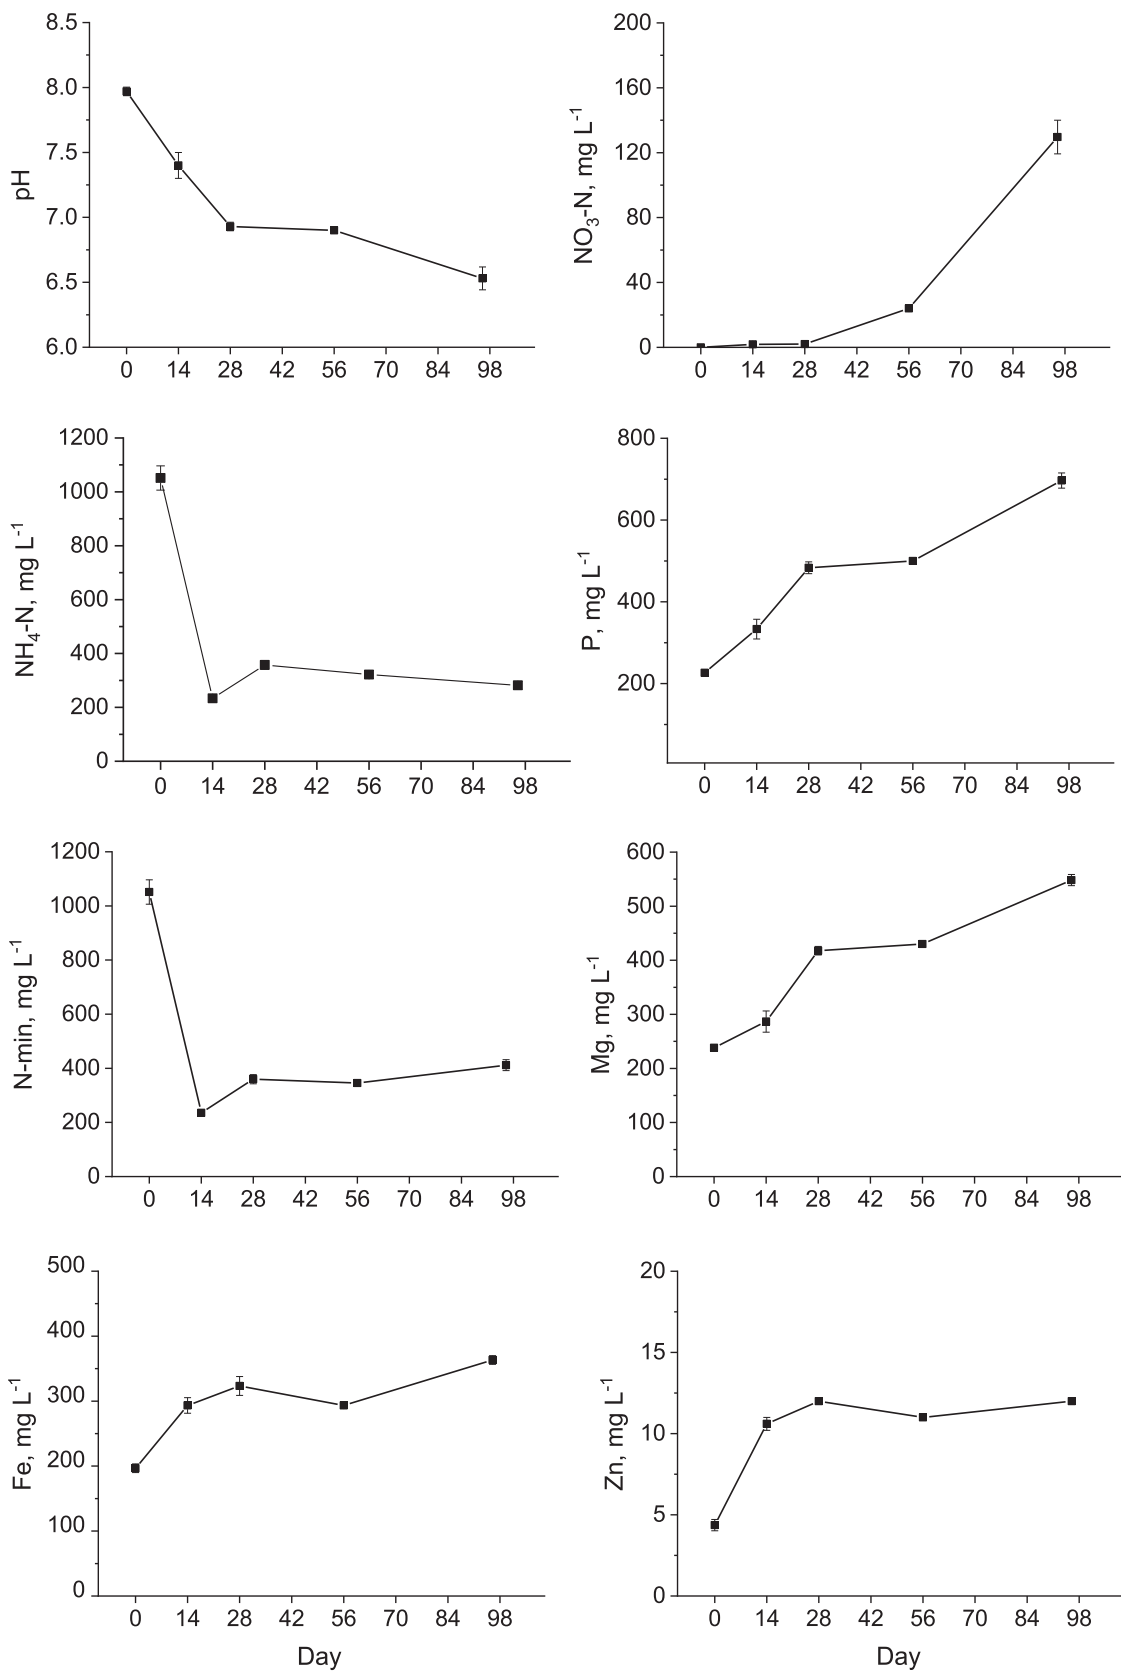 8.5
8.0
7.5
7.0
6.5
6.0
pH
0 14 28 42 56 70 84 98
200
160
120
80
40
0
NO₃-N, mg L⁻¹
0 14 28 42 56 70 84 98
1200
1000
800
600
400
200
0
NH₄-N, mg L⁻¹
0 14 28 42 56 70 84 98
800
600
400
200
P, mg L⁻¹
0 14 28 42 56 70 84 98
1200
1000
800
600
400
200
0
N-min, mg L⁻¹
0 14 28 42 56 70 84 98
600
500
400
300
200
100
0
Mg, mg L⁻¹
0 14 28 42 56 70 84 98
500
400
300
200
100
0
Fe, mg L⁻¹
0 14 28 42 56 70 84 98
Day
20
15
10
5
0
Zn, mg L⁻¹
0 14 28 42 56 70 84 98
Day